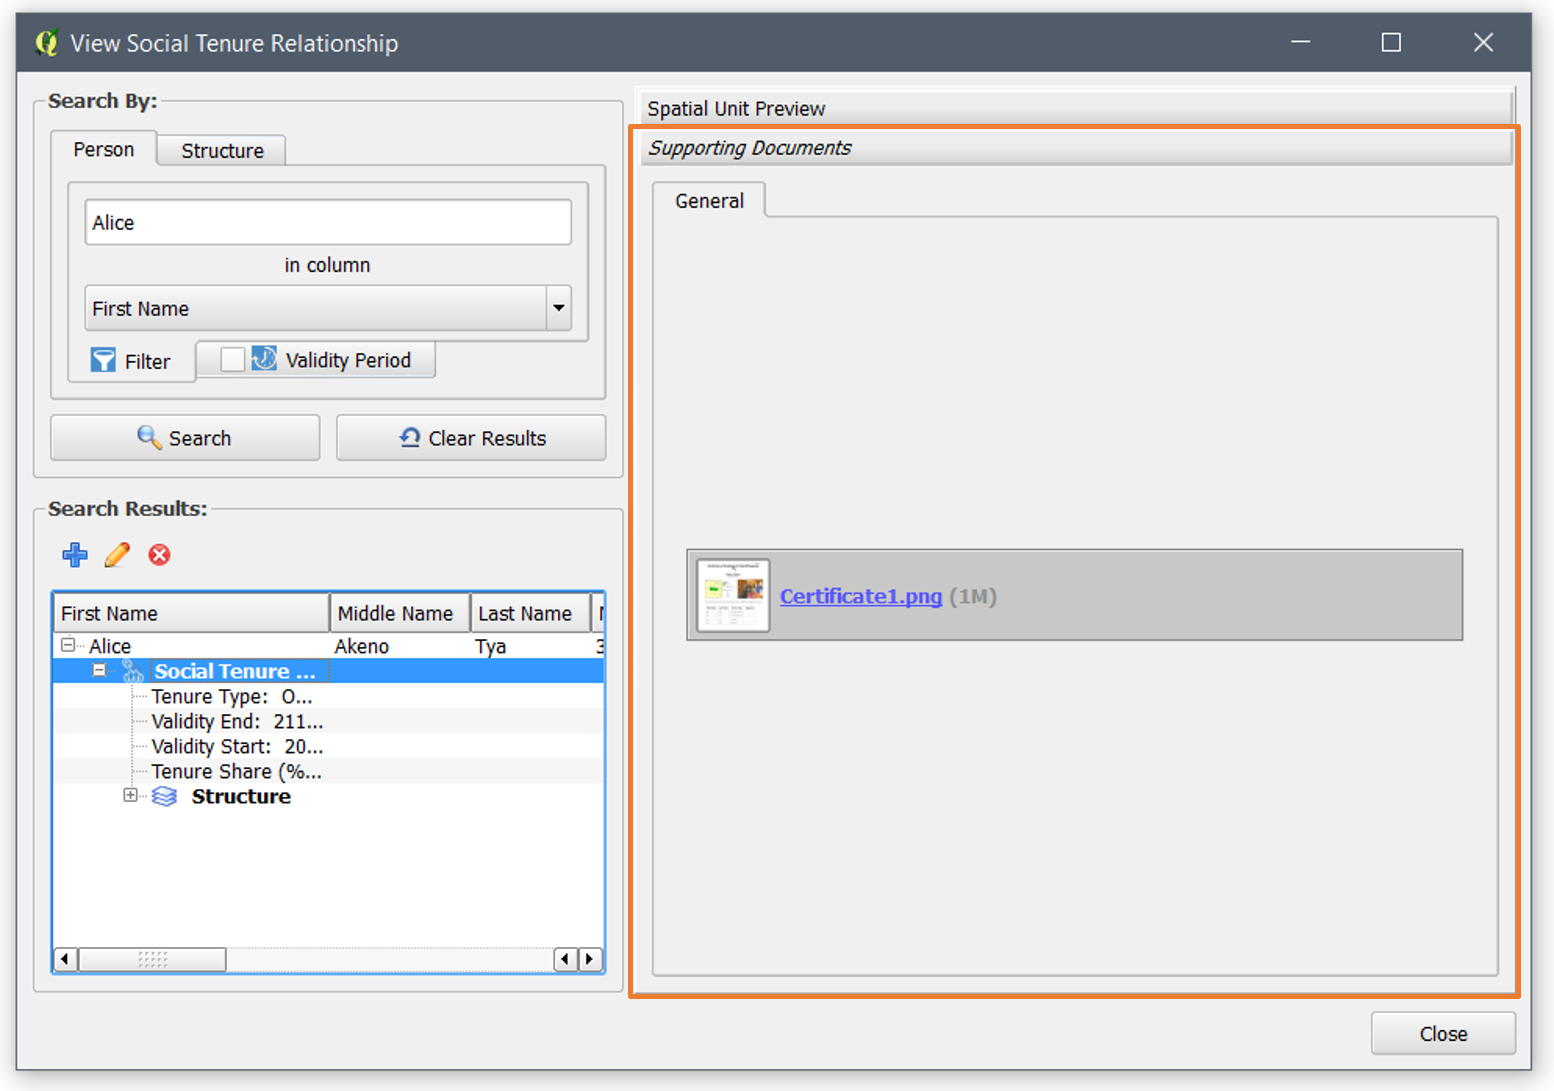 View Social Tenure Relationship
Search By:
Person
Structure
Alice
in column
First Name
Filter
Validity Period
Search
Clear Results
Search Results:
First Name Middle Name Last Name
Alice Akeno Tya 3
Social Tenure ...
Tenure Type: O...
Validity End: 211...
Validity Start: 20...
Tenure Share (%...
Structure
Spatial Unit Preview
Supporting Documents
General
Certificate1.png (1M)
Close